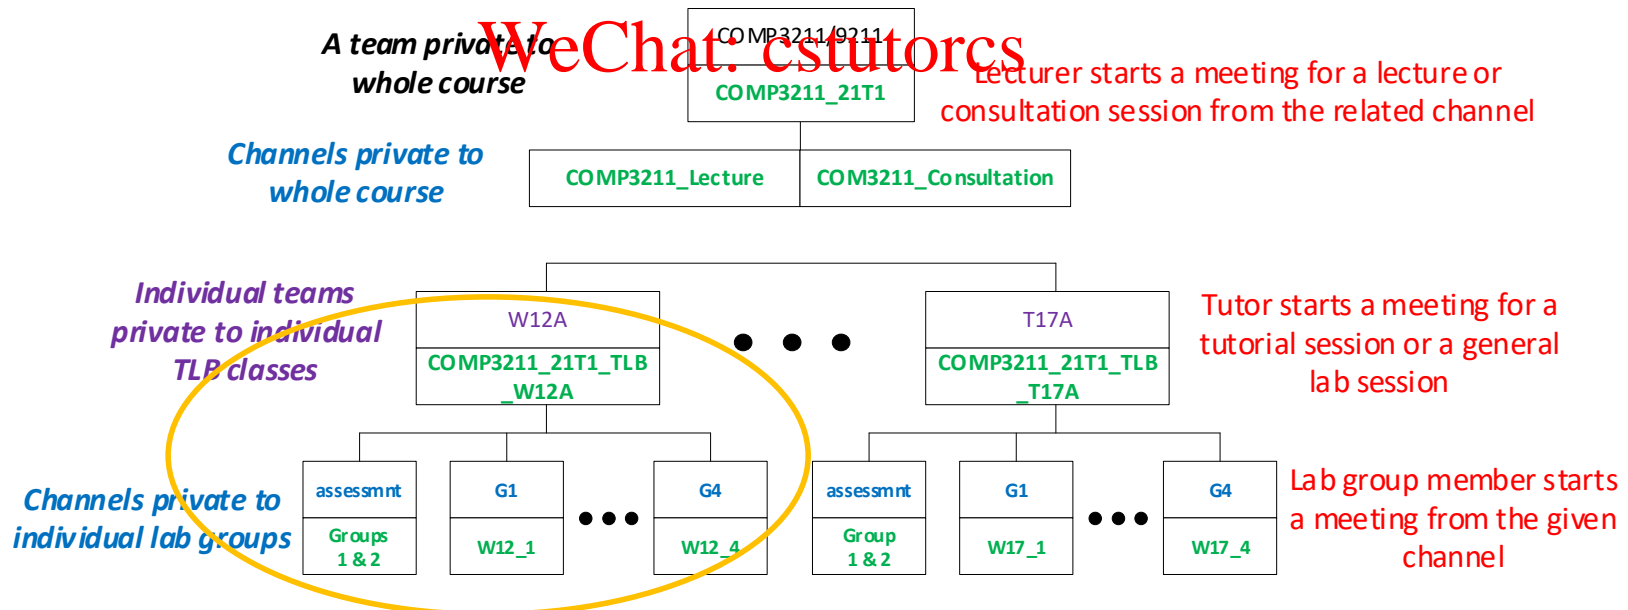 A team private to
whole course
COMP3211/9211
COMP3211_21T1
WeChat: cstutorcs
Lecturer starts a meeting for a lecture or
consultation session from the related channel
Channels private to
whole course
COMP3211_Lecture
COM3211_Consultation
Individual teams
private to individual
TLB classes
W12A
COMP3211_21T1_TLB
_W12A
T17A
COMP3211_21T1_TLB
_T17A
Tutor starts a meeting for a
tutorial session or a general
lab session
Channels private to
individual lab groups
assessmnt
Groups
1 & 2
G1
W12_1
G4
W12_4
assessmnt
Group
1 & 2
G1
W17_1
G4
W17_4
Lab group member starts
a meeting from the given
channel